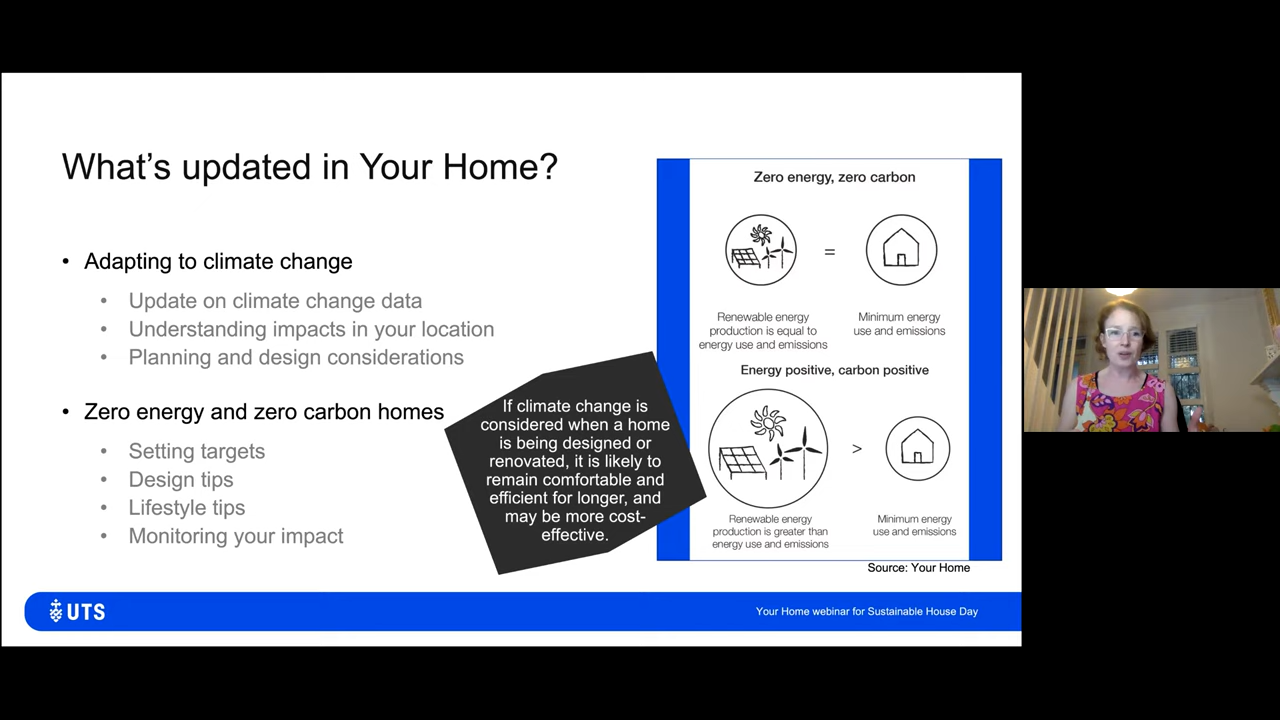 What's updated in Your Home?
• Adapting to climate change
• Update on climate change data
• Understanding impacts in your location
• Planning and design considerations
• Zero energy and zero carbon homes
• Setting targets
• Design tips
• Lifestyle tips
• Monitoring your impact
If climate change is
considered when a home
is being designed or
renovated, it is likely to
remain comfortable and
efficient for longer, and
may be more cost-
effective.
Zero energy, zero carbon
=
Renewable energy
production is equal to
energy use and emissions
Minimum energy
use and emissions
Energy positive, carbon positive
>
Renewable energy
production is greater than
energy use and emissions
Minimum energy
use and emissions
Source: Your Home
UTS
Your Home webinar for Sustainable House Day